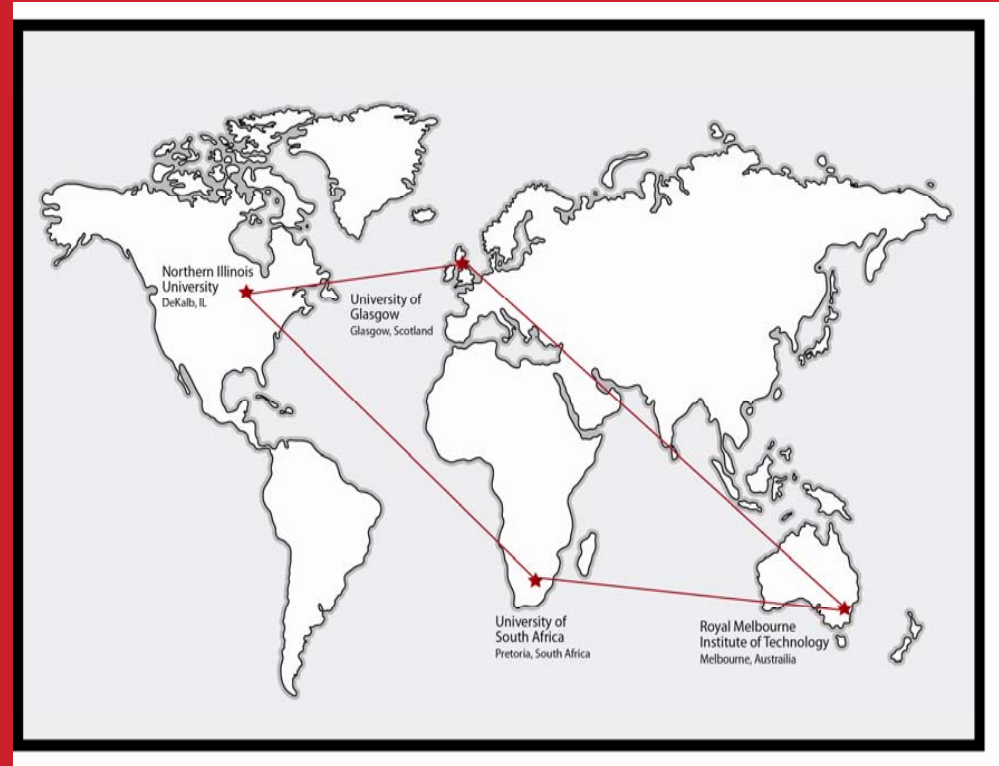 Northern Illinois
University
DeKalb, IL
University of
Glasgow
Glasgow, Scotland
University of
South Africa
Pretoria, South Africa
Royal Melbourne
Institute of Technology
Melbourne, Austrailia